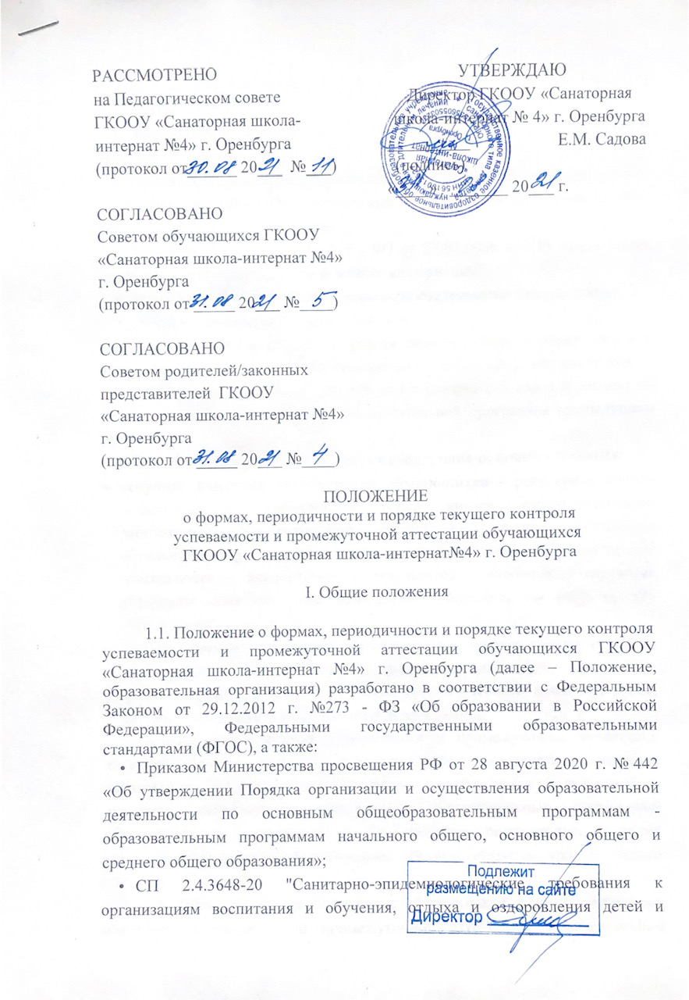 РАССМОТРЕНО
на Педагогическом совете
ГКООУ «Санаторная школа-
интернат №4» г. Оренбурга
(протокол от 30.08 2021 № 11)
УТВЕРЖДАЮ
Директор ГКООУ «Санаторная
школа-интернат № 4» г. Оренбурга
Е.М. Садова
подпись
« 31 » 20 21 г.
СОГЛАСОВАНО
Советом обучающихся ГКООУ
«Санаторная школа-интернат №4»
г. Оренбурга
(протокол от 31.08 2021 № 5)
СОГЛАСОВАНО
Советом родителей/законных
представителей ГКООУ
«Санаторная школа-интернат №4»
г. Оренбурга
(протокол от 31.08 2021 № 4)
ПОЛОЖЕНИЕ
о формах, периодичности и порядке текущего контроля
успеваемости и промежуточной аттестации обучающихся
ГКООУ «Санаторная школа-интернат№4» г. Оренбурга
I. Общие положения
1.1. Положение о формах, периодичности и порядке текущего контроля
успеваемости и промежуточной аттестации обучающихся ГКООУ
«Санаторная школа-интернат №4» г. Оренбурга (далее – Положение,
образовательная организация) разработано в соответствии с Федеральным
Законом от 29.12.2012 г. №273 - ФЗ «Об образовании в Российской
Федерации», Федеральными государственными образовательными
стандартами (ФГОС), а также:
• Приказом Министерства просвещения РФ от 28 августа 2020 г. № 442
«Об утверждении Порядка организации и осуществления образовательной
деятельности по основным общеобразовательным программам -
образовательным программам начального общего, основного общего и
среднего общего образования»;
• СП 2.4.3648-20 "Санитарно-эпидемиологические требования к
организациям воспитания и обучения, отдыха и оздоровления детей и
Подлежит
размещению на сайте
Директор